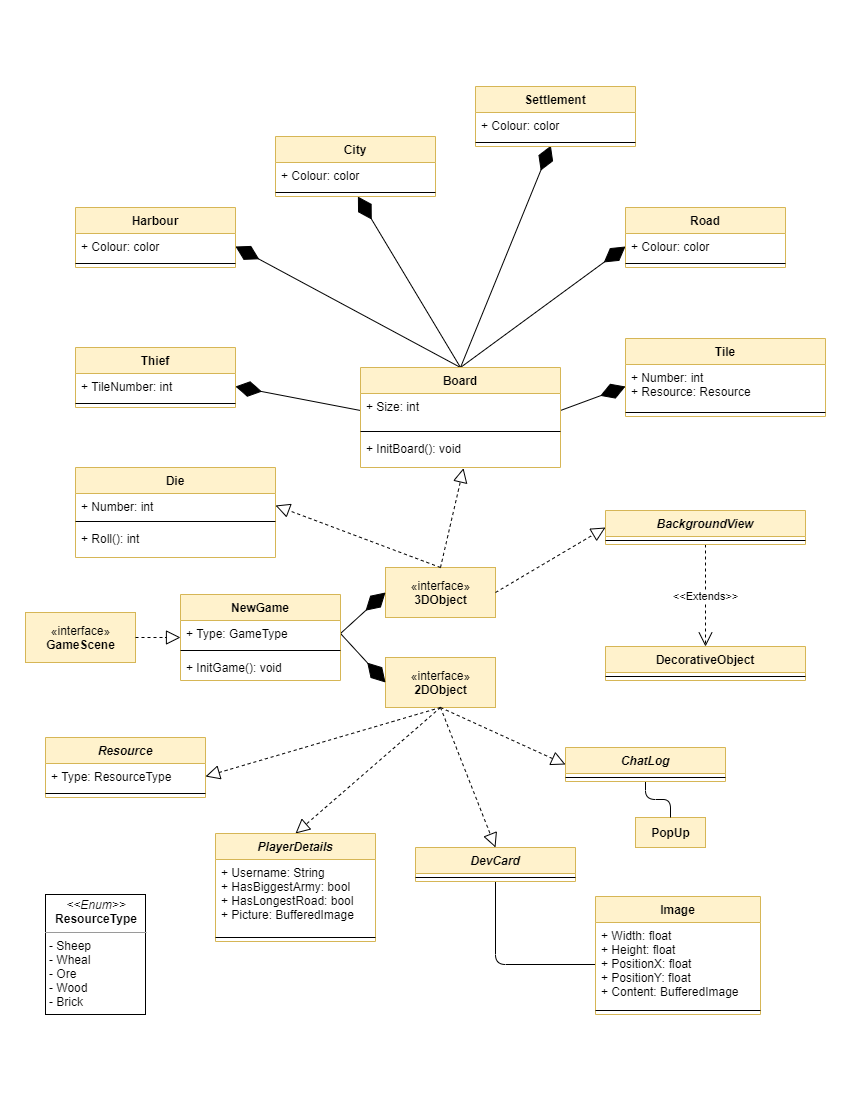 Settlement
+ Colour: color
City
+ Colour: color
Harbour
+ Colour: color
Road
+ Colour: color
Thief
+ TileNumber: int
Board
+ Size: int
+ InitBoard(): void
Tile
+ Number: int
+ Resource: Resource
Die
+ Number: int
+ Roll(): int
BackgroundView
<<Extends>>
DecorativeObject
«interface»
3DObject
«interface»
GameScene
NewGame
+ Type: GameType
+ InitGame(): void
«interface»
2DObject
Resource
+ Type: ResourceType
ChatLog
PopUp
PlayerDetails
+ Username: String
+ HasBiggestArmy: bool
+ HasLongestRoad: bool
+ Picture: BufferedImage
DevCard
<<Enum>>
ResourceType
- Sheep
- Wheal
- Ore
- Wood
- Brick
Image
+ Width: float
+ Height: float
+ PositionX: float
+ PositionY: float
+ Content: BufferedImage